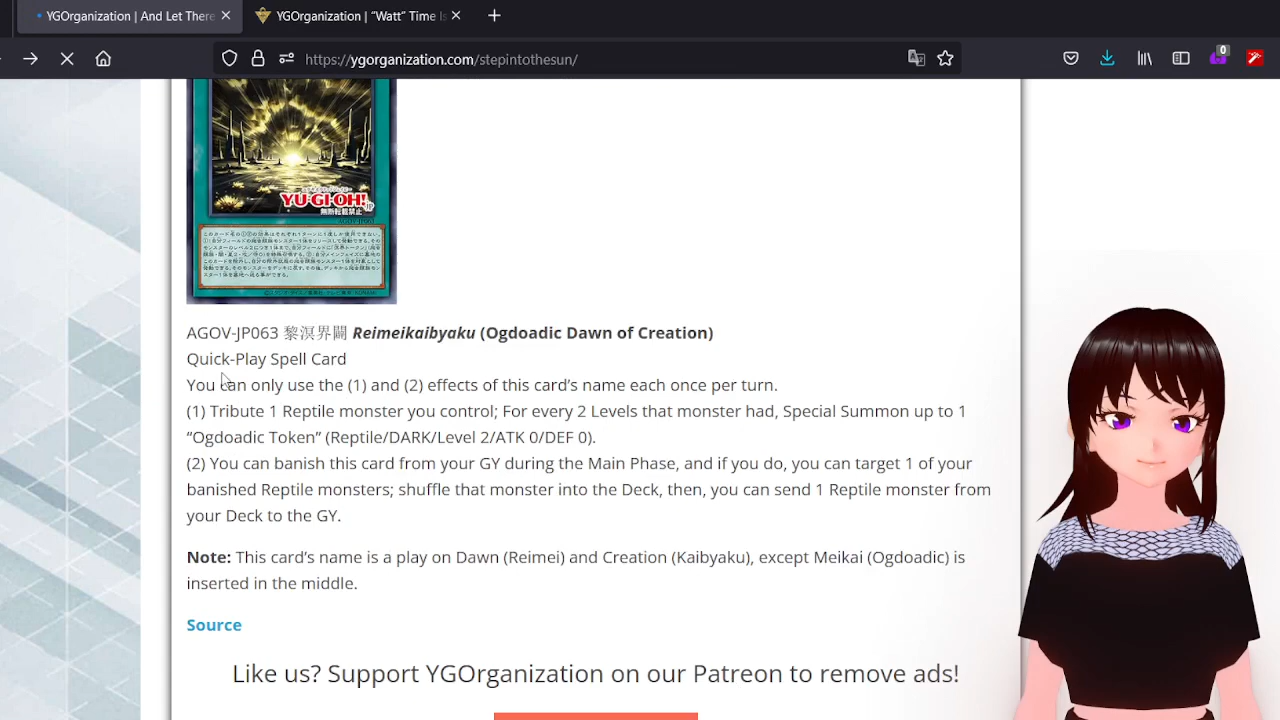 YGOrganization | And Let There
YGOrganization | “Watt” Time Is
https://ygorganization.com/stepintothesun/
0
YU-GI-OH!
無断転載禁止
AGOV-JP063 黎溟界闢 Reimeikaibyaku (Ogdoadic Dawn of Creation)
Quick-Play Spell Card
You can only use the (1) and (2) effects of this card’s name each once per turn.
(1) Tribute 1 Reptile monster you control; For every 2 Levels that monster had, Special Summon up to 1
“Ogdoadic Token” (Reptile/DARK/Level 2/ATK 0/DEF 0).
(2) You can banish this card from your GY during the Main Phase, and if you do, you can target 1 of your
banished Reptile monsters; shuffle that monster into the Deck, then, you can send 1 Reptile monster from
your Deck to the GY.
Note: This card’s name is a play on Dawn (Reimei) and Creation (Kaibyaku), except Meikai (Ogdoadic) is
inserted in the middle.
Source
Like us? Support YGOrganization on our Patreon to remove ads!